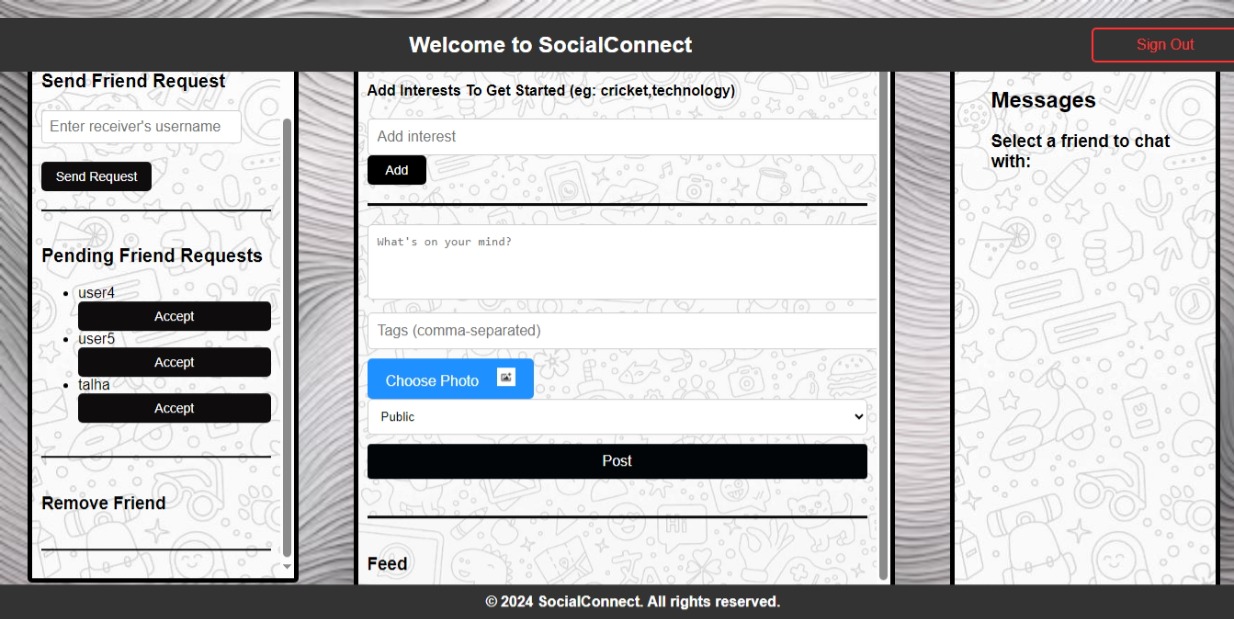 Welcome to SocialConnect
Sign Out
Send Friend Request
Enter receiver's username
Send Request
Pending Friend Requests
user4
Accept
user5
Accept
talha
Accept
Remove Friend
Add Interests To Get Started (eg: cricket,technology)
Add interest
Add
What's on your mind?
Tags (comma-separated)
Choose Photo
Public
Post
Feed
Messages
Select a friend to chat
with:
© 2024 SocialConnect. All rights reserved.